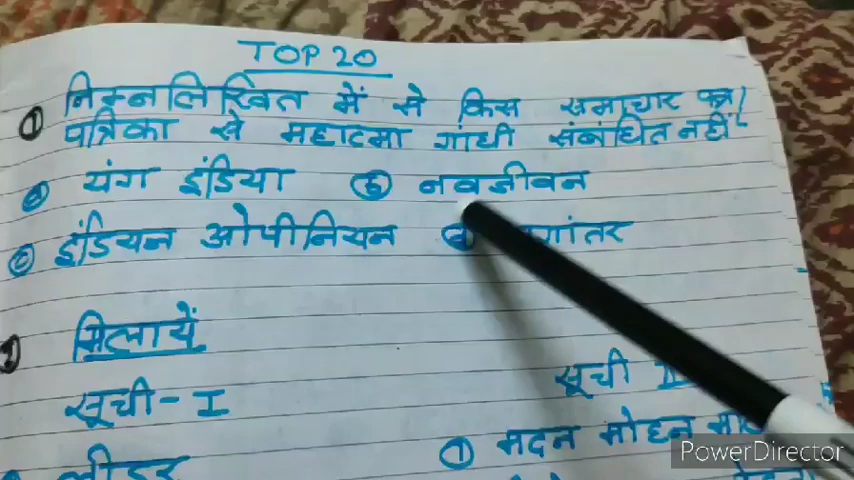 TOP 20
① निम्नलिखित में से किस समाचार पत्र/
पत्रिका से महात्मा गांधी संबंधित नहीं
ⓐ यंग इंडिया ⓑ नवजीवन
ⓒ इंडियन ओपीनियन
② मिलायें
सूची-I सूची
लीडर ① मदन मोहन
PowerDirector